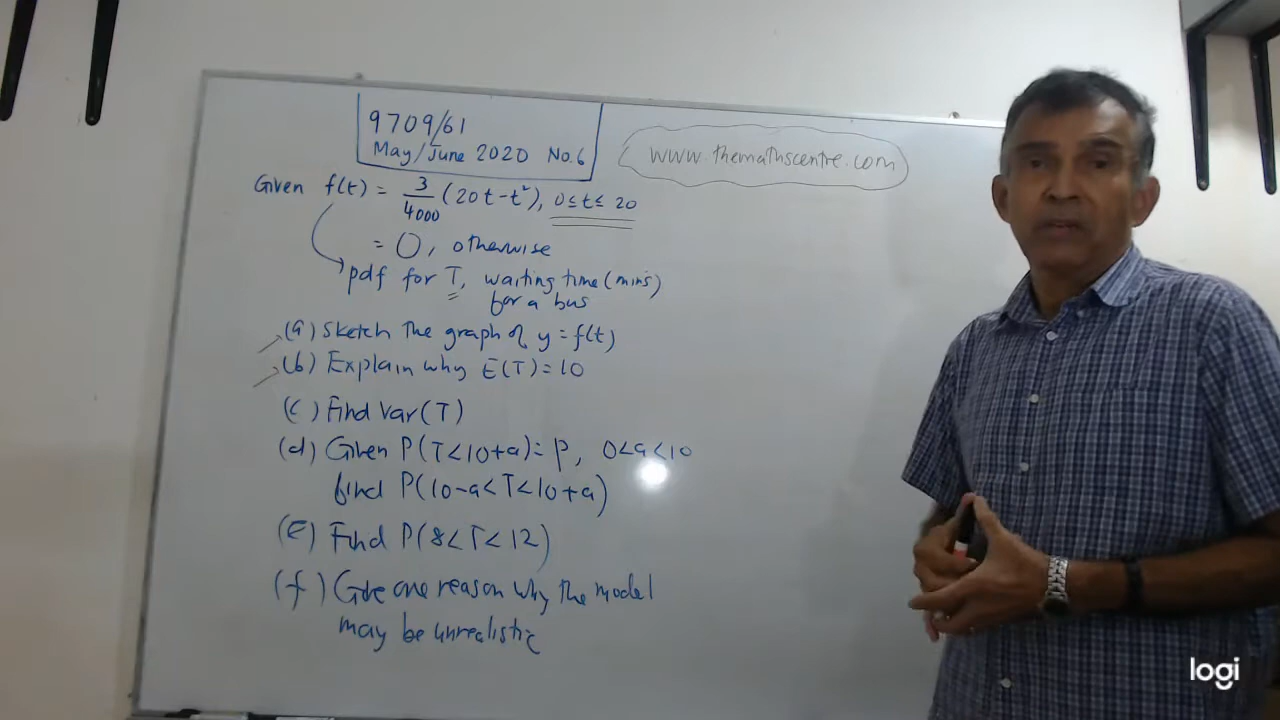 9709/61
May/June 2020 No.6
www.themathscentre.com
Given f(t) = 3/4000 (20t - t²), 0 ≤ t ≤ 20
= 0, otherwise
pdf for T, waiting time (mins)
for a bus
(a) Sketch the graph of y = f(t)
(b) Explain why E(T) = 10
(c) Find Var(T)
(d) Given P(T < 10+a) = p, 0 < a < 10
find P(10-a < T < 10+a)
(e) Find P(8 < T < 12)
(f) Give one reason why the model
may be unrealistic
logi